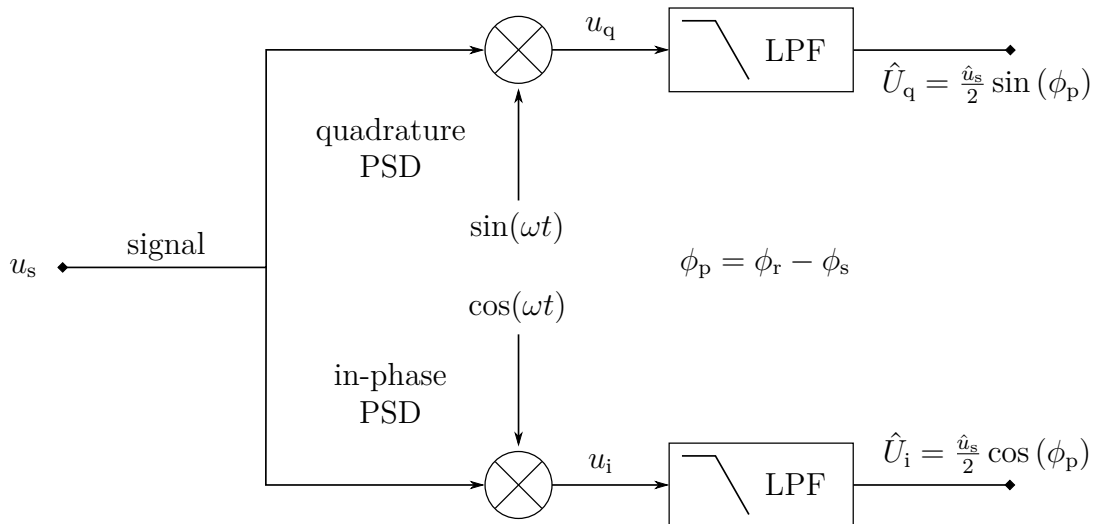 u_q
LPF
Û_q = û_s/2 sin (ϕ_p)
quadrature
PSD
sin(ωt)
signal
u_s
ϕ_p = ϕ_r − ϕ_s
cos(ωt)
in-phase
PSD
u_i
LPF
Û_i = û_s/2 cos (ϕ_p)